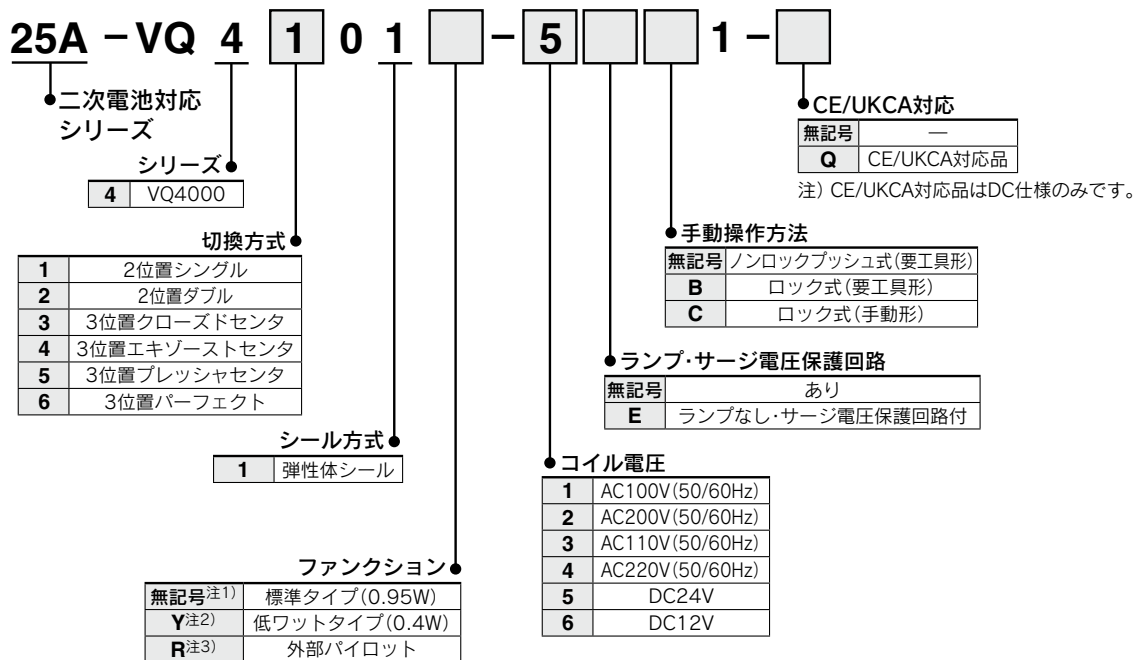 25A－VQ 4 1 0 1 － 5 1－
二次電池対応
シリーズ
シリーズ
4 VQ4000
切換方式
1 2位置シングル
2 2位置ダブル
3 3位置クローズドセンタ
4 3位置エキゾーストセンタ
5 3位置プレッシャセンタ
6 3位置パーフェクト
シール方式
1 弾性体シール
ファンクション
無記号注1) 標準タイプ(0.95W)
Y注2) 低ワットタイプ(0.4W)
R注3) 外部パイロット
CE/UKCA対応
無記号 ―
Q CE/UKCA対応品
注) CE/UKCA対応品はDC仕様のみです。
手動操作方法
無記号 ノンロックプッシュ式(要工具形)
B ロック式(要工具形)
C ロック式(手動形)
ランプ･サージ電圧保護回路
無記号 あり
E ランプなし･サージ電圧保護回路付
コイル電圧
1 AC100V(50/60Hz)
2 AC200V(50/60Hz)
3 AC110V(50/60Hz)
4 AC220V(50/60Hz)
5 DC24V
6 DC12V